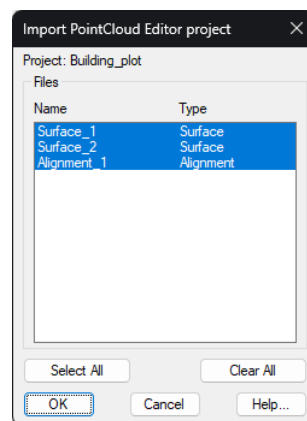 Import PointCloud Editor project
Project: Building_plot
Files
Name Type
Surface_1 Surface
Surface_2 Surface
Alignment_1 Alignment
Select All Clear All
OK Cancel Help...